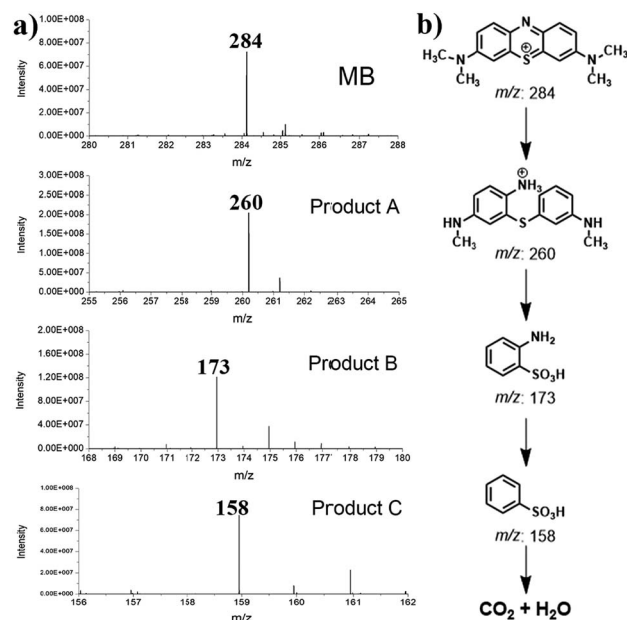 a)
1.00E+008
8.00E+007
6.00E+007
4.00E+007
2.00E+007
0.00E+000
Intensity
284
MB
280 281 282 283 284 285 286 287 288
m/z
3.00E+008
2.50E+008
2.00E+008
1.50E+008
1.00E+008
5.00E+007
0.00E+000
Intensity
260
Product A
255 256 257 258 259 260 261 262 263 264 265
m/z
2.00E+008
1.60E+008
1.20E+008
8.00E+007
4.00E+007
0.00E+000
Intensity
173
Product B
168 169 170 171 172 173 174 175 176 177 178 179 180
m/z
1.00E+008
8.00E+007
6.00E+007
4.00E+007
2.00E+007
0.00E+000
Intensity
158
Product C
156 157 158 159 160 161 162
m/z
b)
N
H₃C N S N CH₃
CH₃ CH₃
m/z: 284
NH₃
HN S NH
CH₃ CH₃
m/z: 260
NH₂
SO₃H
m/z: 173
SO₃H
m/z: 158
CO₂ + H₂O